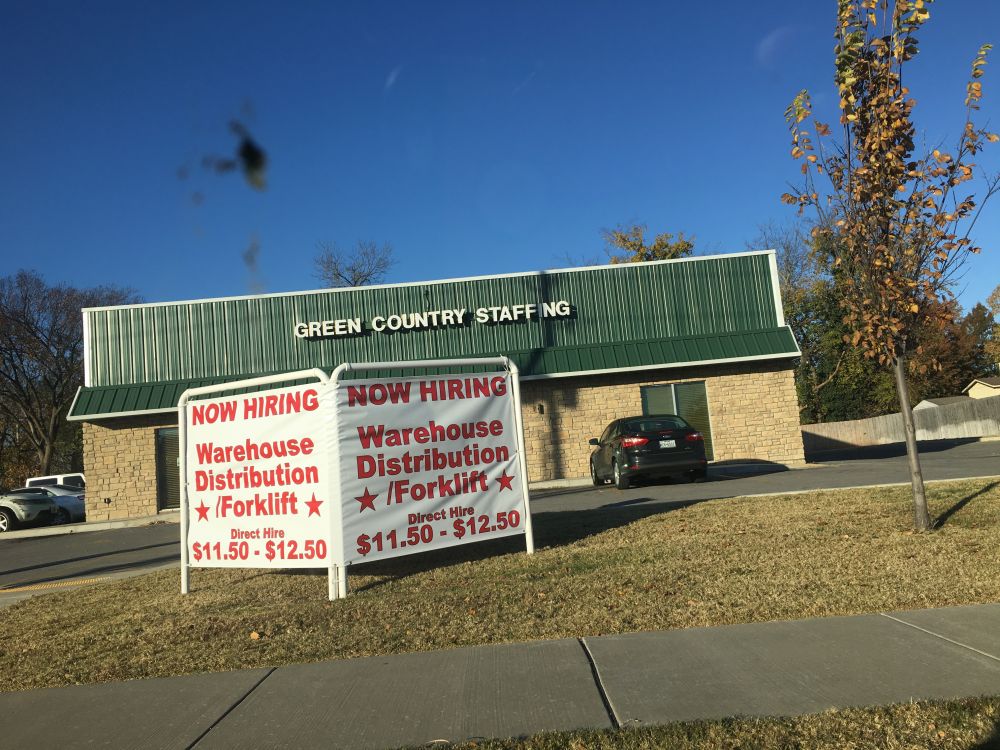 GREEN COUNTRY STAFFING
NOW HIRING
Warehouse
Distribution
/Forklift
Direct Hire
$11.50 - $12.50
NOW HIRING
Warehouse
Distribution
/Forklift
Direct Hire
$11.50 - $12.50